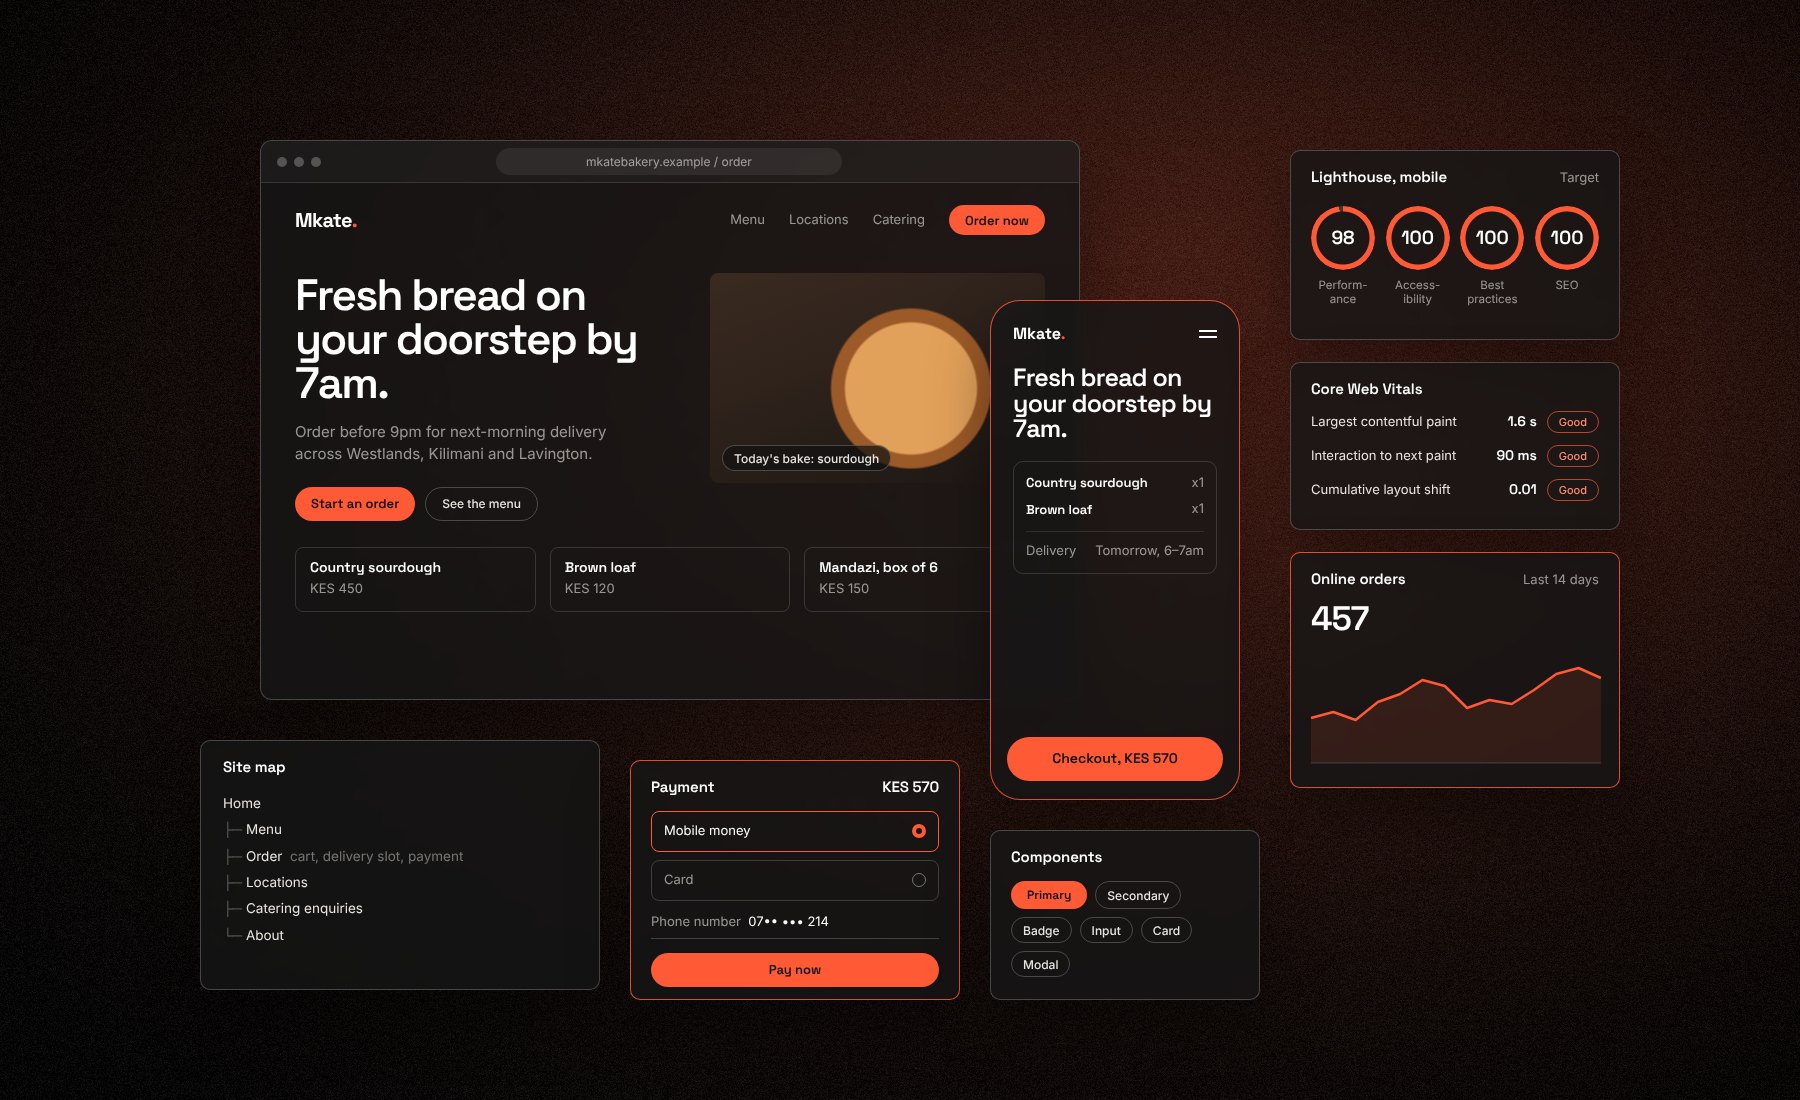 mkatebakery.example / order
Mkate.
Menu Locations Catering Order now
Fresh bread on
your doorstep by
7am.
Order before 9pm for next-morning delivery
across Westlands, Kilimani and Lavington.
Start an order See the menu
Today's bake: sourdough
Country sourdough
KES 450
Brown loaf
KES 120
Mandazi, box of 6
KES 150
Mkate.
Fresh bread on
your doorstep by
7am.
Country sourdough x1
Brown loaf x1
Delivery Tomorrow, 6–7am
Checkout, KES 570
Lighthouse, mobile Target
98 100 100 100
Perform-
ance
Access-
ibility
Best
practices
SEO
Core Web Vitals
Largest contentful paint 1.6 s Good
Interaction to next paint 90 ms Good
Cumulative layout shift 0.01 Good
Online orders Last 14 days
457
Site map
Home
Menu
Order cart, delivery slot, payment
Locations
Catering enquiries
About
Payment KES 570
Mobile money
Card
Phone number 07•• ••• 214
Pay now
Components
Primary Secondary
Badge Input Card
Modal